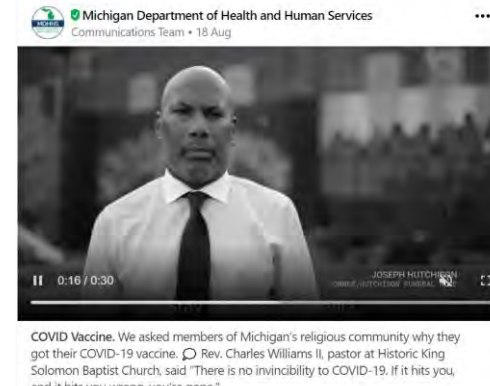 Michigan Department of Health and Human Services
Communications Team • 18 Aug
MDHHS
JOSEPH HUTCHISON
0:16 / 0:30
COVID Vaccine. We asked members of Michigan's religious community why they
got their COVID-19 vaccine. Rev. Charles Williams II, pastor at Historic King
Solomon Baptist Church, said "There is no invincibility to COVID-19. If it hits you,
and it hits you wrong, you're gone."